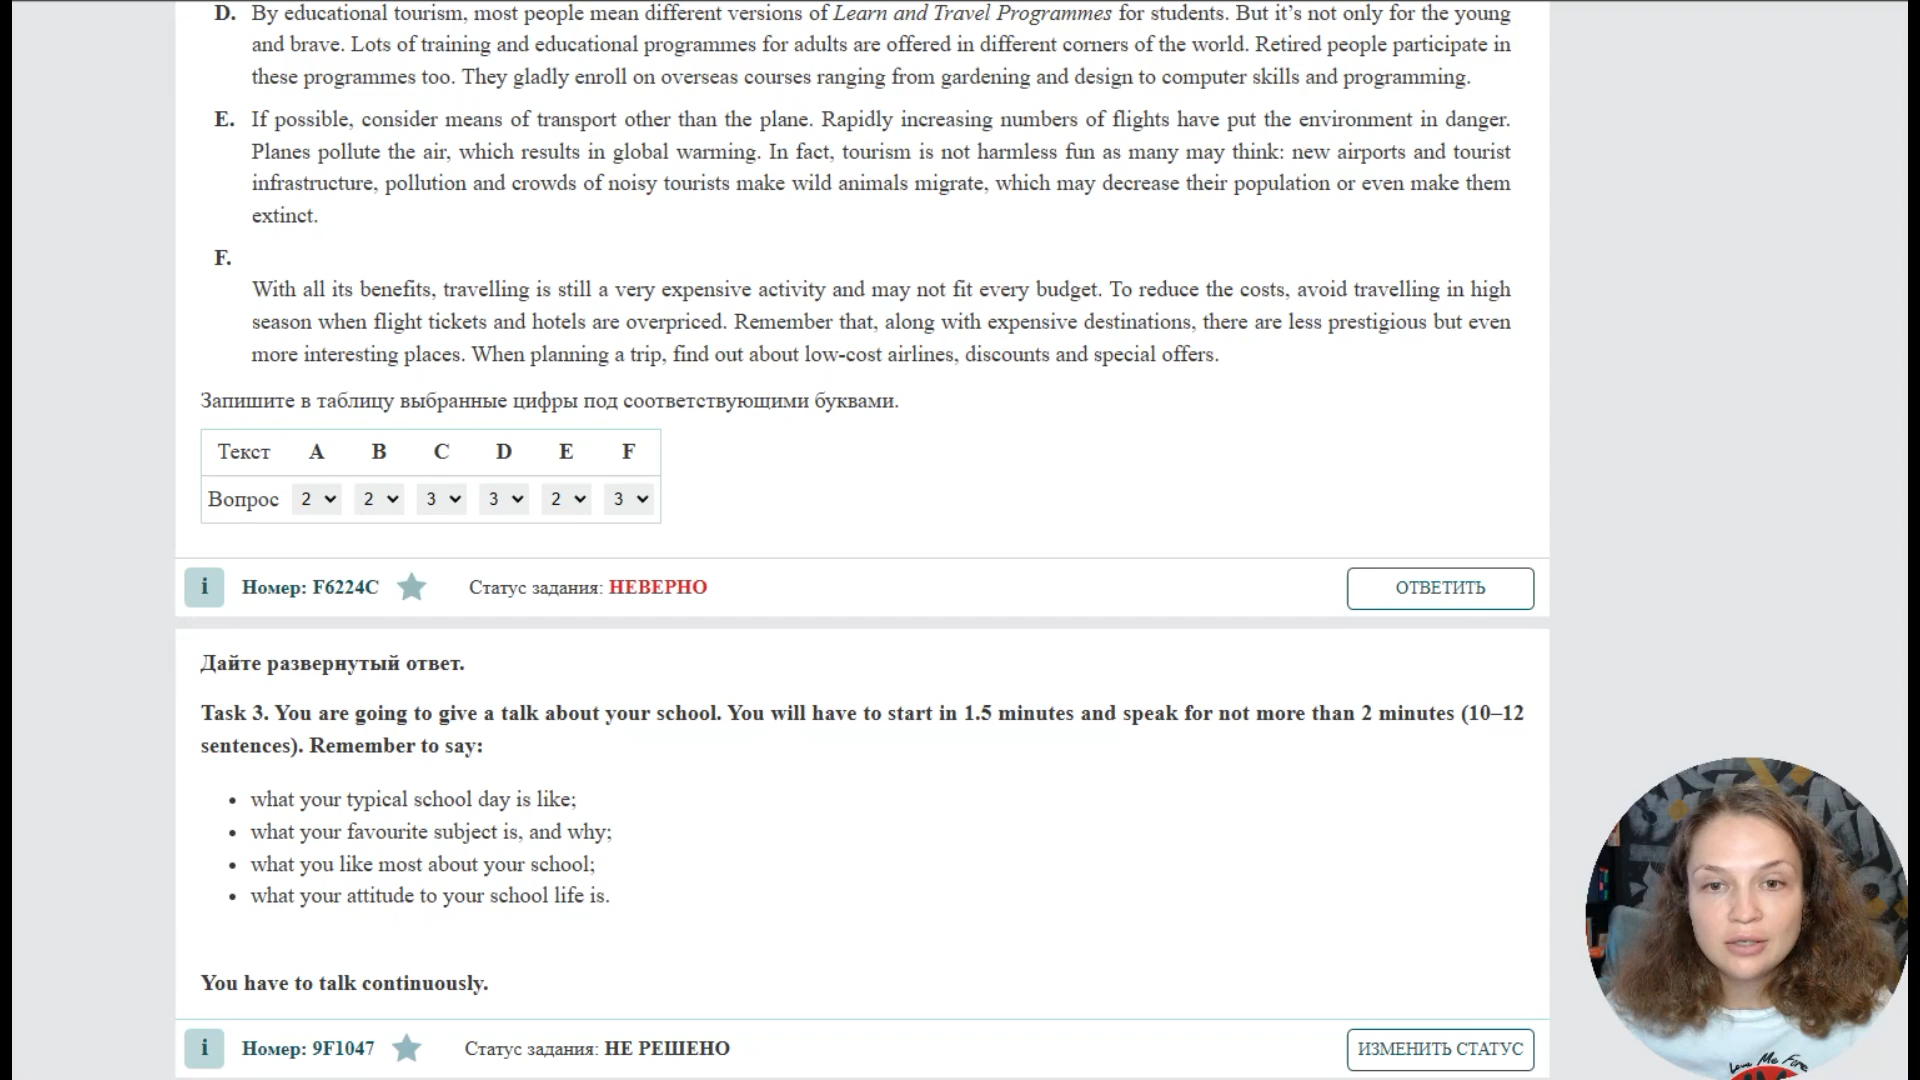 D. By educational tourism, most people mean different versions of Learn and Travel Programmes for students. But it’s not only for the young
and brave. Lots of training and educational programmes for adults are offered in different corners of the world. Retired people participate in
these programmes too. They gladly enroll on overseas courses ranging from gardening and design to computer skills and programming.
E. If possible, consider means of transport other than the plane. Rapidly increasing numbers of flights have put the environment in danger.
Planes pollute the air, which results in global warming. In fact, tourism is not harmless fun as many may think: new airports and tourist
infrastructure, pollution and crowds of noisy tourists make wild animals migrate, which may decrease their population or even make them
extinct.
F.
With all its benefits, travelling is still a very expensive activity and may not fit every budget. To reduce the costs, avoid travelling in high
season when flight tickets and hotels are overpriced. Remember that, along with expensive destinations, there are less prestigious but even
more interesting places. When planning a trip, find out about low-cost airlines, discounts and special offers.
Запишите в таблицу выбранные цифры под соответствующими буквами.
Текст A B C D E F
Вопрос 2 2 3 3 2 3
i Номер: F6224C Статус задания: НЕВЕРНО ОТВЕТИТЬ
Дайте развернутый ответ.
Task 3. You are going to give a talk about your school. You will have to start in 1.5 minutes and speak for not more than 2 minutes (10–12
sentences). Remember to say:
• what your typical school day is like;
• what your favourite subject is, and why;
• what you like most about your school;
• what your attitude to your school life is.
You have to talk continuously.
i Номер: 9F1047 Статус задания: НЕ РЕШЕНО ИЗМЕНИТЬ СТАТУС
Love Me